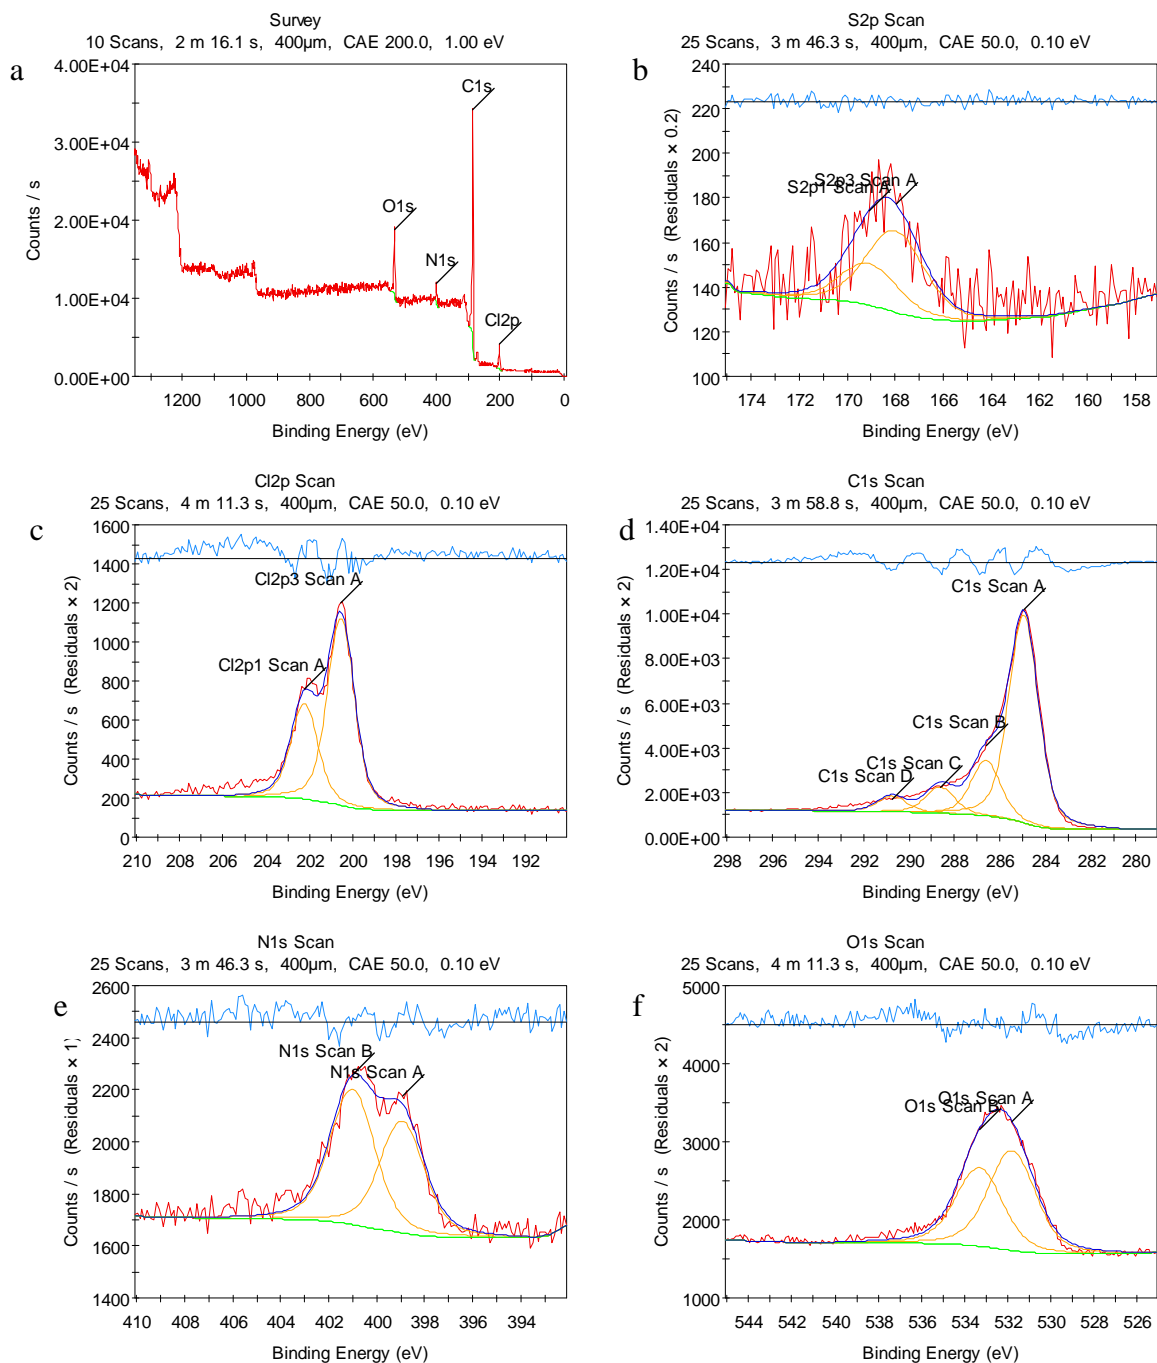 Survey
10 Scans, 2 m 16.1 s, 400µm, CAE 200.0, 1.00 eV
a
4.00E+04
3.00E+04
2.00E+04
1.00E+04
0.00E+00
Counts / s
C1s
O1s
N1s
Cl2p
1200 1000 800 600 400 200 0
Binding Energy (eV)
S2p Scan
25 Scans, 3 m 46.3 s, 400µm, CAE 50.0, 0.10 eV
b
240
220
200
180
160
140
120
100
Counts / s (Residuals × 0.2)
S2p3 Scan A
S2p1 Scan A
174 172 170 168 166 164 162 160 158
Binding Energy (eV)
Cl2p Scan
25 Scans, 4 m 11.3 s, 400µm, CAE 50.0, 0.10 eV
c
1600
1400
1200
1000
800
600
400
200
0
Counts / s (Residuals × 2)
Cl2p3 Scan A
Cl2p1 Scan A
210 208 206 204 202 200 198 196 194 192
Binding Energy (eV)
C1s Scan
25 Scans, 3 m 58.8 s, 400µm, CAE 50.0, 0.10 eV
d
1.40E+04
1.20E+04
1.00E+04
8.00E+03
6.00E+03
4.00E+03
2.00E+03
0.00E+00
Counts / s (Residuals × 2)
C1s Scan A
C1s Scan B
C1s Scan C
C1s Scan D
298 296 294 292 290 288 286 284 282 280
Binding Energy (eV)
N1s Scan
25 Scans, 3 m 46.3 s, 400µm, CAE 50.0, 0.10 eV
e
2600
2400
2200
2000
1800
1600
1400
Counts / s (Residuals × 1)
N1s Scan B
N1s Scan A
410 408 406 404 402 400 398 396 394
Binding Energy (eV)
O1s Scan
25 Scans, 4 m 11.3 s, 400µm, CAE 50.0, 0.10 eV
f
5000
4000
3000
2000
1000
Counts / s (Residuals × 2)
O1s Scan A
O1s Scan B
544 542 540 538 536 534 532 530 528 526
Binding Energy (eV)